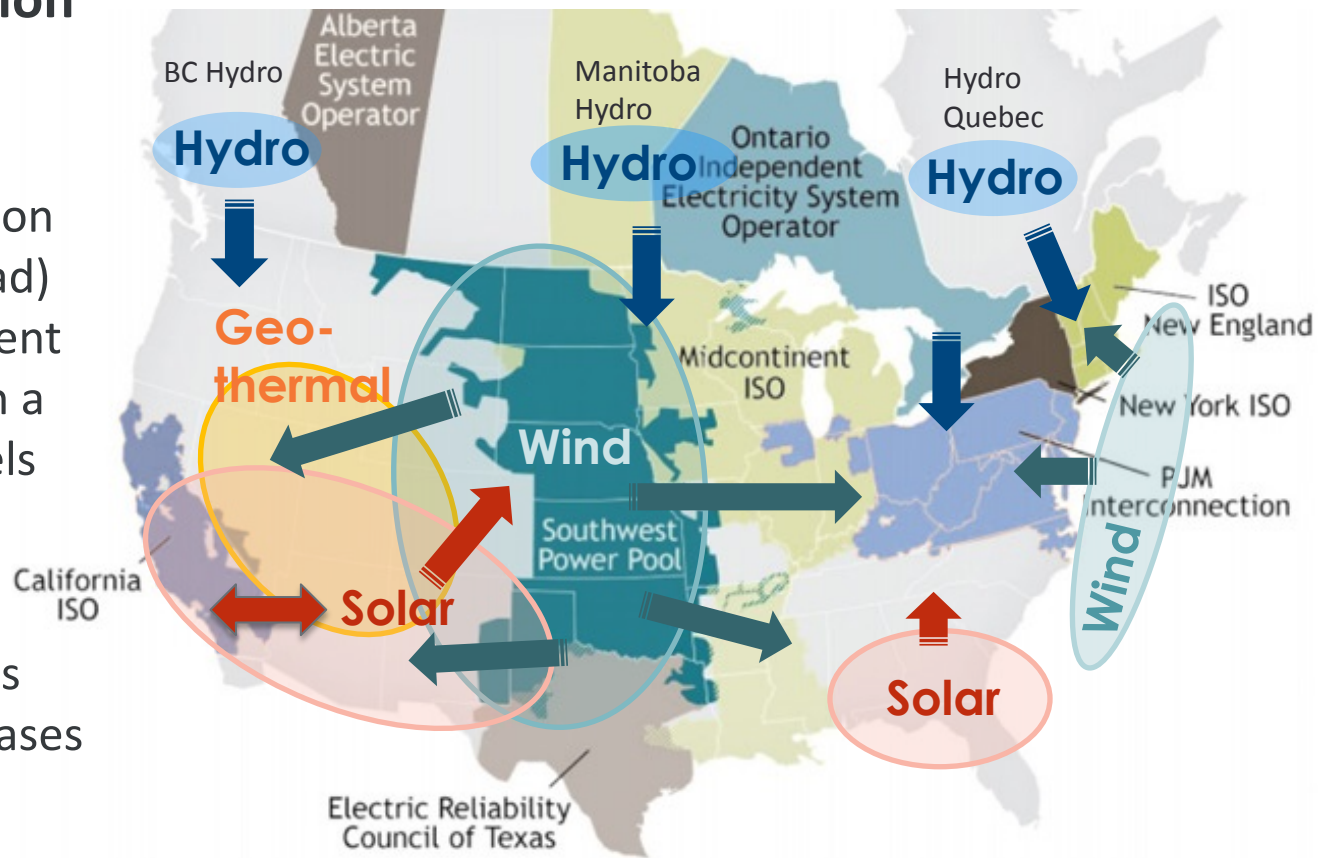 ion
on
ad)
ent
n a
els
s
ases
Alberta
Electric
System
Operator
BC Hydro
Hydro
Manitoba
Hydro
Hydro
Ontario
Independent
Electricity System
Operator
Hydro
Quebec
Hydro
Geo-
thermal
Midcontinent
ISO
ISO
New England
New York ISO
PJM
Interconnection
Wind
Wind
Southwest
Power Pool
California
ISO
Solar
Solar
Electric Reliability
Council of Texas